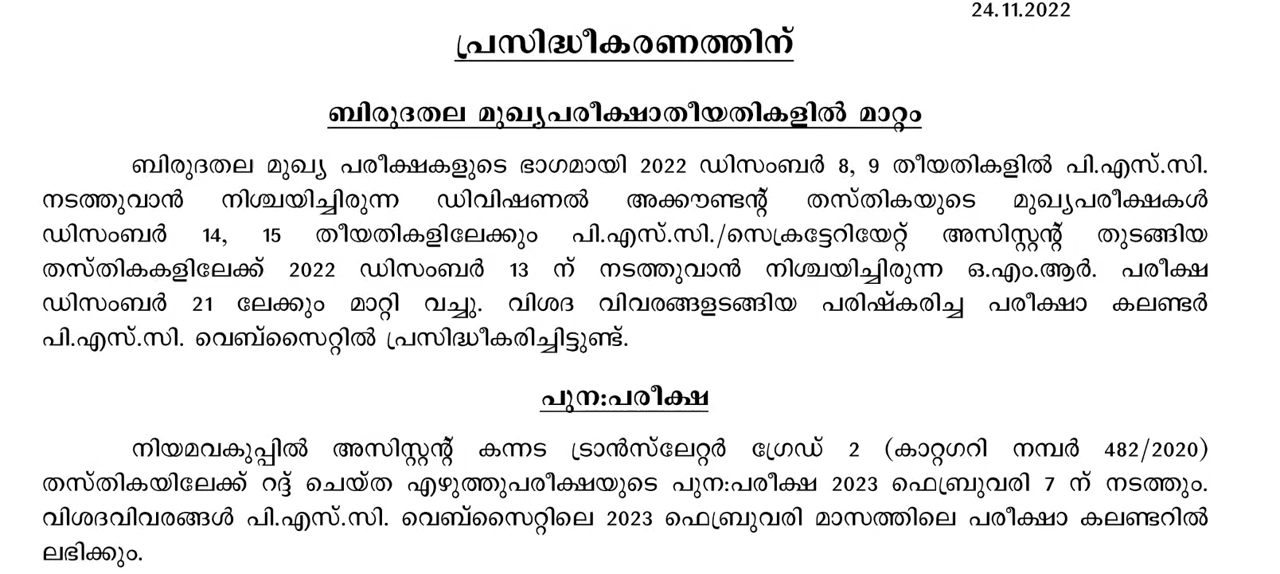 24.11.2022
പ്രസിദ്ധീകരണത്തിന്
ബിരുദതല മുഖ്യപരീക്ഷാതീയതികളിൽ മാറ്റം
ബിരുദതല മുഖ്യ പരീക്ഷകളുടെ ഭാഗമായി 2022 ഡിസംബർ 8, 9 തീയതികളിൽ പി.എസ്.സി.
നടത്തുവാൻ നിശ്ചയിച്ചിരുന്ന ഡിവിഷണൽ അക്കൗണ്ടന്റ് തസ്തികയുടെ മുഖ്യപരീക്ഷകൾ
ഡിസംബർ 14, 15 തീയതികളിലേക്കും പി.എസ്.സി./സെക്രട്ടേറിയേറ്റ് അസിസ്റ്റന്റ് തുടങ്ങിയ
തസ്തികകളിലേക്ക് 2022 ഡിസംബർ 13 ന് നടത്തുവാൻ നിശ്ചയിച്ചിരുന്ന ഒ.എം.ആർ. പരീക്ഷ
ഡിസംബർ 21 ലേക്കും മാറ്റി വച്ചു. വിശദ വിവരങ്ങളടങ്ങിയ പരിഷ്കരിച്ച പരീക്ഷാ കലണ്ടർ
പി.എസ്.സി. വെബ്സൈറ്റിൽ പ്രസിദ്ധീകരിച്ചിട്ടുണ്ട്.
പുന:പരീക്ഷ
നിയമവകുപ്പിൽ അസിസ്റ്റന്റ് കന്നട ട്രാൻസ്ലേറ്റർ ഗ്രേഡ് 2 (കാറ്റഗറി നമ്പർ 482/2020)
തസ്തികയിലേക്ക് റദ്ദ് ചെയ്ത എഴുത്തുപരീക്ഷയുടെ പുന:പരീക്ഷ 2023 ഫെബ്രുവരി 7 ന് നടത്തും.
വിശദവിവരങ്ങൾ പി.എസ്.സി. വെബ്സൈറ്റിലെ 2023 ഫെബ്രുവരി മാസത്തിലെ പരീക്ഷാ കലണ്ടറിൽ
ലഭിക്കും.